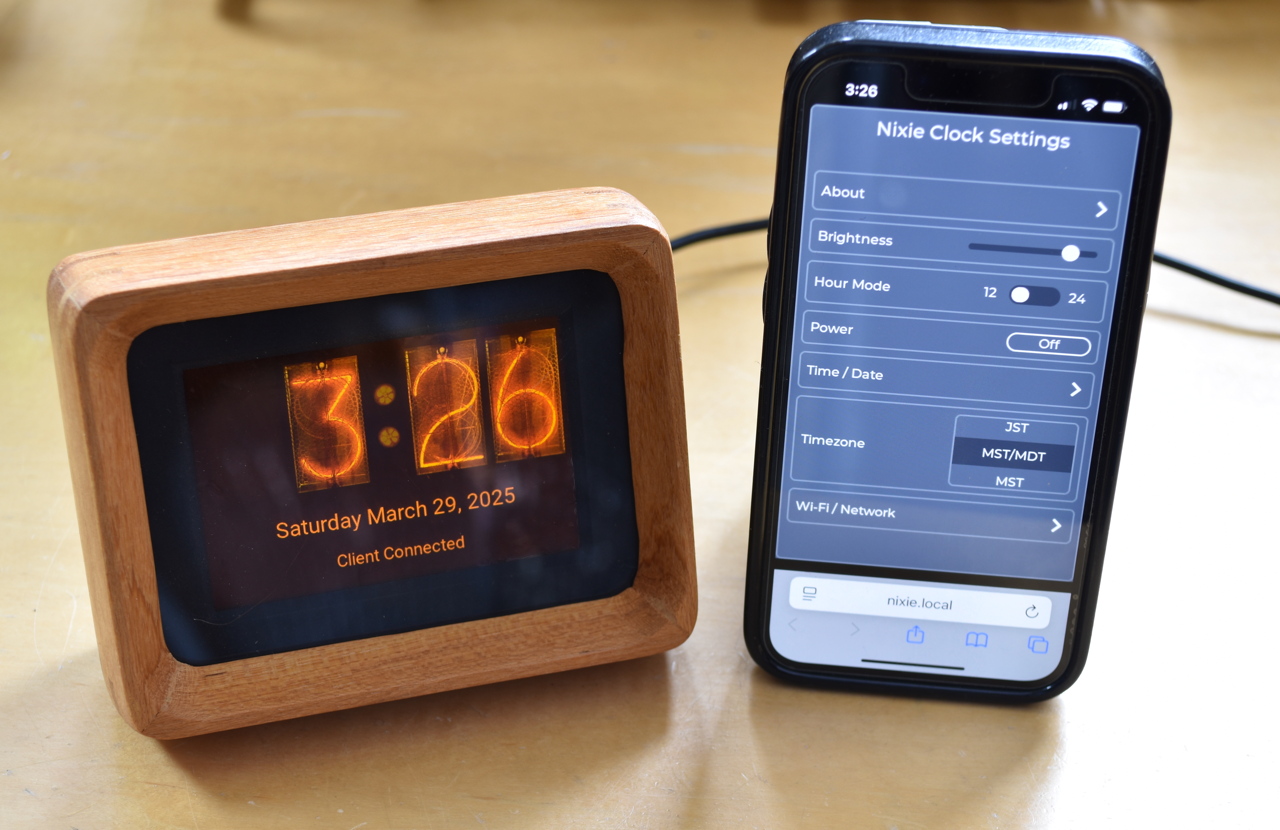 3:26
Saturday March 29, 2025
Client Connected
3:26
Nixie Clock Settings
About
Brightness
Hour Mode 12 24
Power Off
Time / Date
JST
Timezone MST/MDT
MST
Wi-Fi / Network
nixie.local